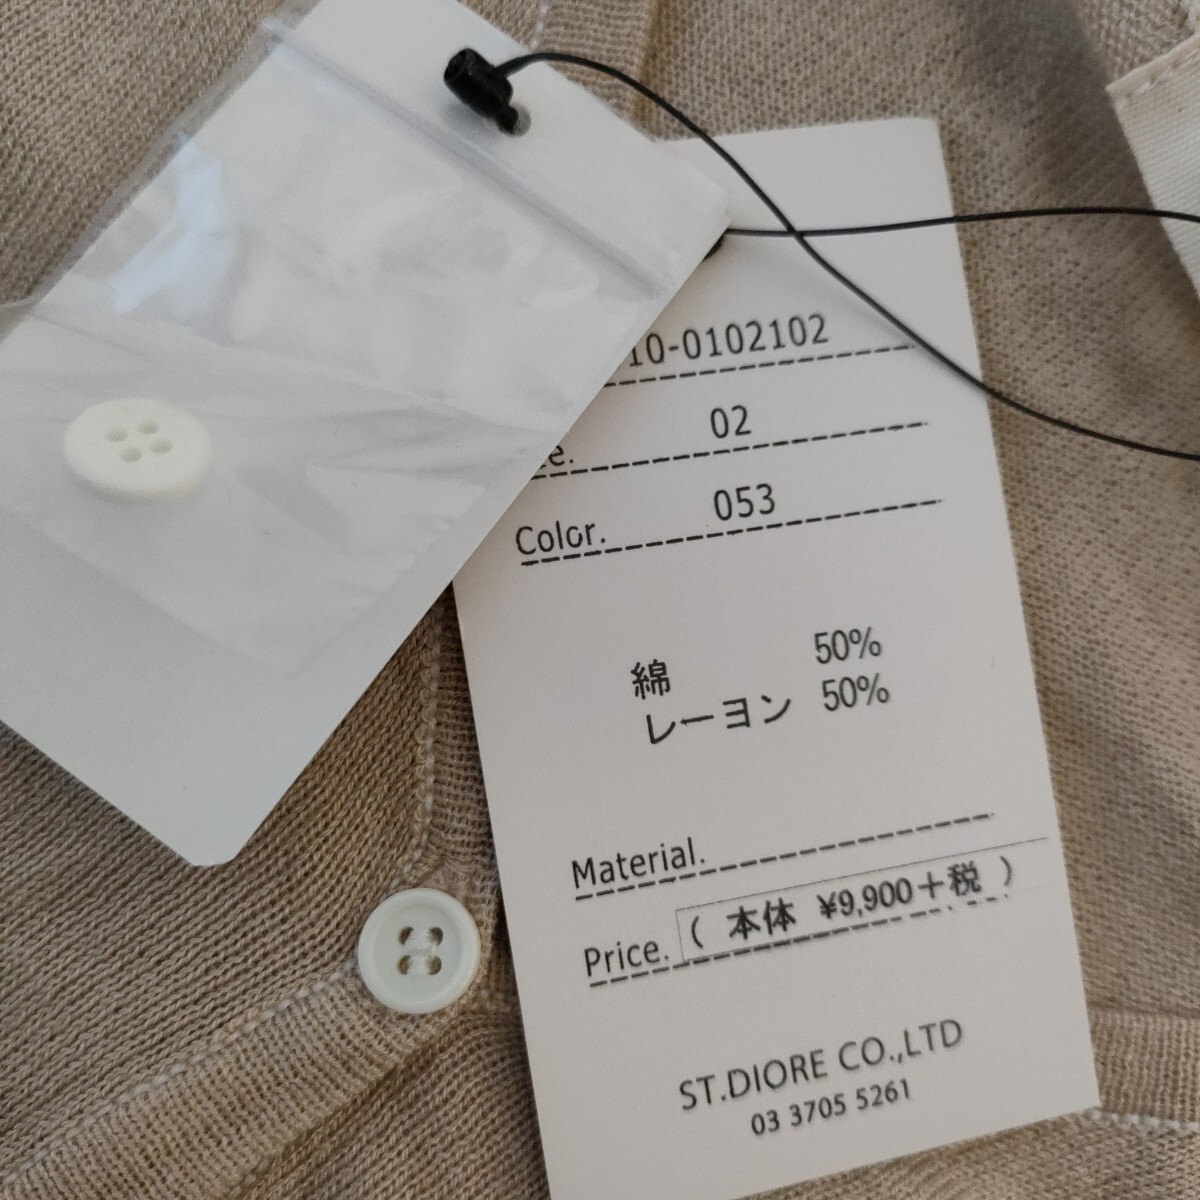 10-0102102
02
Color. 053
綿 50%
レーヨン 50%
Material.
Price. ( 本体 ¥9,900+税 )
ST.DIORE CO.,LTD
03 3705 5261